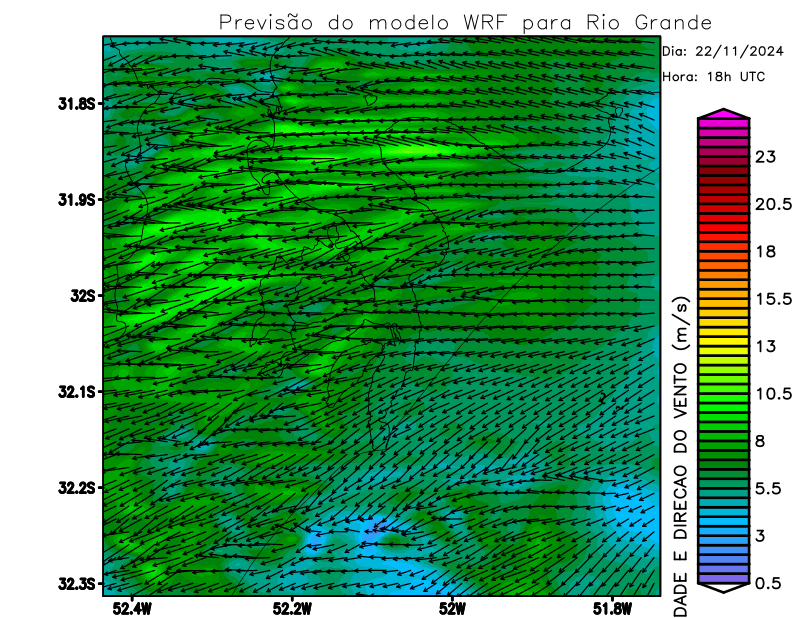 Previsão do modelo WRF para Rio Grande
Dia: 22/11/2024
Hora: 18h UTC
31.8S
31.9S
32S
32.1S
32.2S
32.3S
52.4W
52.2W
52W
51.8W
DADE E DIRECAO DO VENTO (m/s)
23
20.5
18
15.5
13
10.5
8
5.5
3
0.5